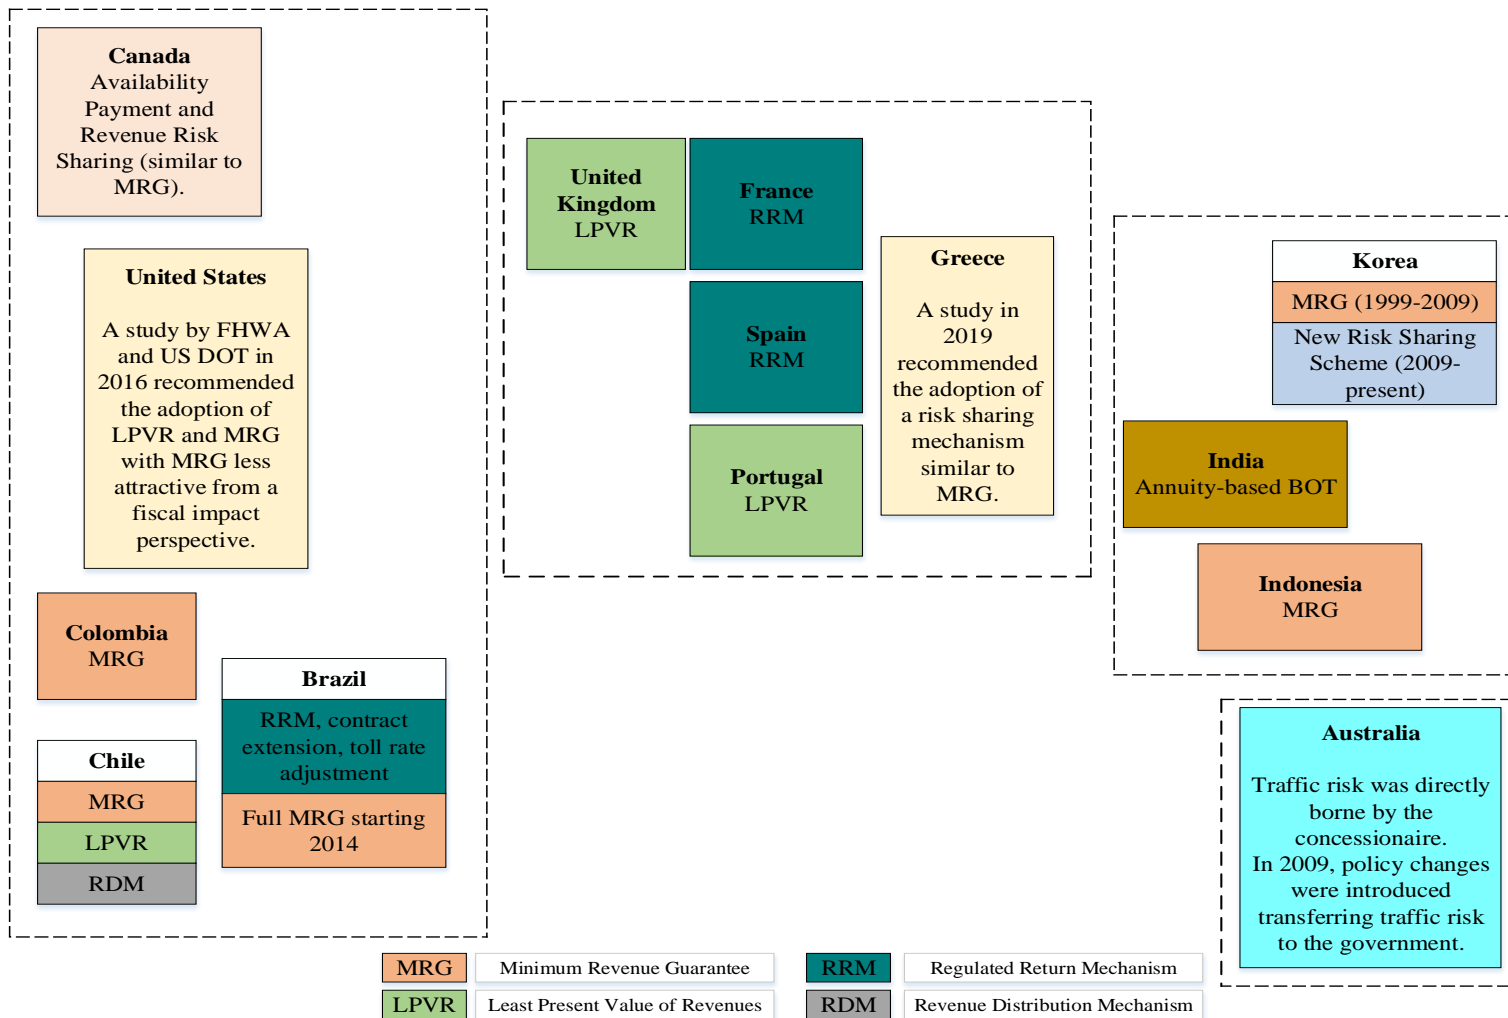 Canada
Availability
Payment and
Revenue Risk
Sharing (similar to
MRG).
United States
A study by FHWA
and US DOT in
2016 recommended
the adoption of
LPVR and MRG
with MRG less
attractive from a
fiscal impact
perspective.
Colombia
MRG
Brazil
RRM, contract
extension, toll rate
adjustment
Full MRG starting
2014
Chile
MRG
LPVR
RDM
United
Kingdom
LPVR
France
RRM
Spain
RRM
Portugal
LPVR
Greece
A study in
2019
recommended
the adoption of
a risk sharing
mechanism
similar to
MRG.
Korea
MRG (1999-2009)
New Risk Sharing
Scheme (2009-
present)
India
Annuity-based BOT
Indonesia
MRG
Australia
Traffic risk was directly
borne by the
concessionaire.
In 2009, policy changes
were introduced
transferring traffic risk
to the government.
MRG Minimum Revenue Guarantee
RRM Regulated Return Mechanism
LPVR Least Present Value of Revenues
RDM Revenue Distribution Mechanism